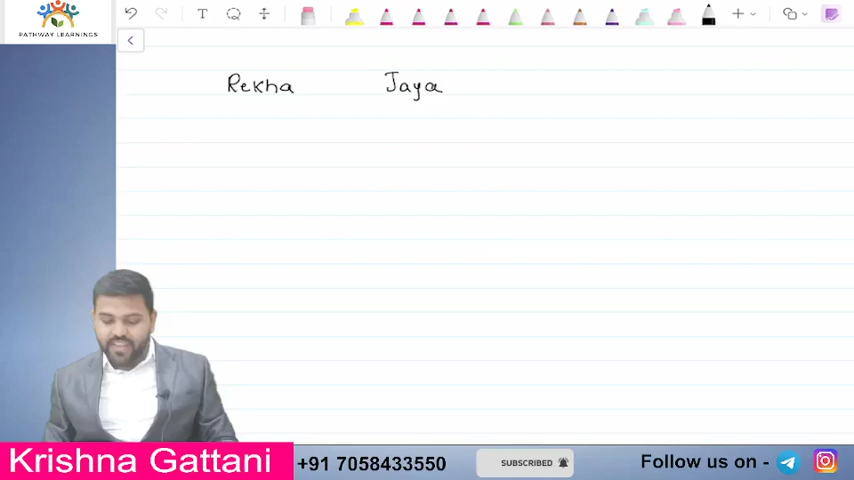 PATHWAY LEARNINGS
T
Rekha Jaya
Krishna Gattani +91 7058433550 SUBSCRIBED Follow us on -